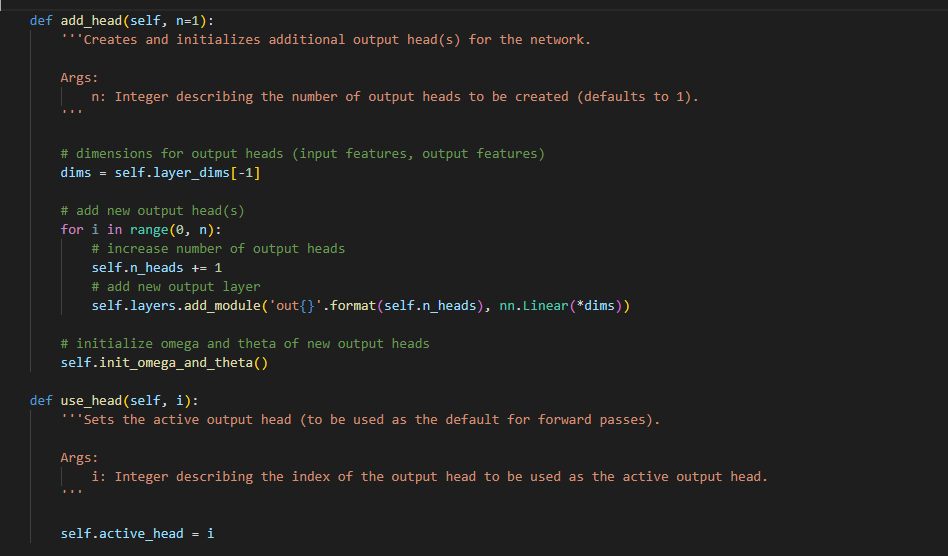 def add_head(self, n=1):
'''Creates and initializes additional output head(s) for the network.
Args:
n: Integer describing the number of output heads to be created (defaults to 1).
'''
# dimensions for output heads (input features, output features)
dims = self.layer_dims[-1]
# add new output head(s)
for i in range(0, n):
# increase number of output heads
self.n_heads += 1
# add new output layer
self.layers.add_module('out{}'.format(self.n_heads), nn.Linear(*dims))
# initialize omega and theta of new output heads
self.init_omega_and_theta()
def use_head(self, i):
'''Sets the active output head (to be used as the default for forward passes).
Args:
i: Integer describing the index of the output head to be used as the active output head.
'''
self.active_head = i